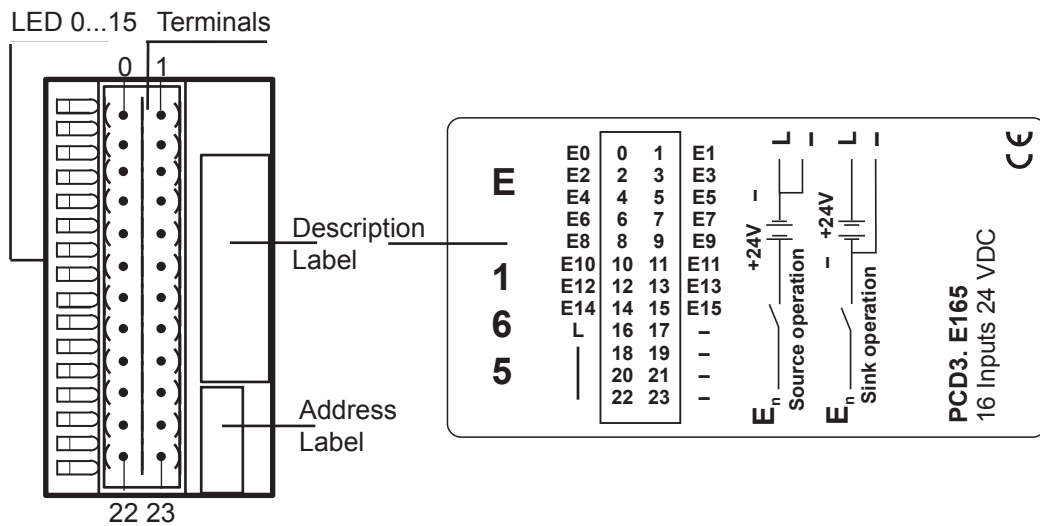 LED 0...15 Terminals
0 1
22 23
Description
Label
Address
Label
E
1
6
5
E0 0 1 E1
E2 2 3 E3
E4 4 5 E5
E6 6 7 E7
E8 8 9 E9
E10 10 11 E11
E12 12 13 E13
E14 14 15 E15
L 16 17 –
18 19 –
20 21 –
22 23 –
L –
+24V –
En
Source operation
L –
– +24V
En
Sink operation
PCD3. E165
16 Inputs 24 VDC
CE